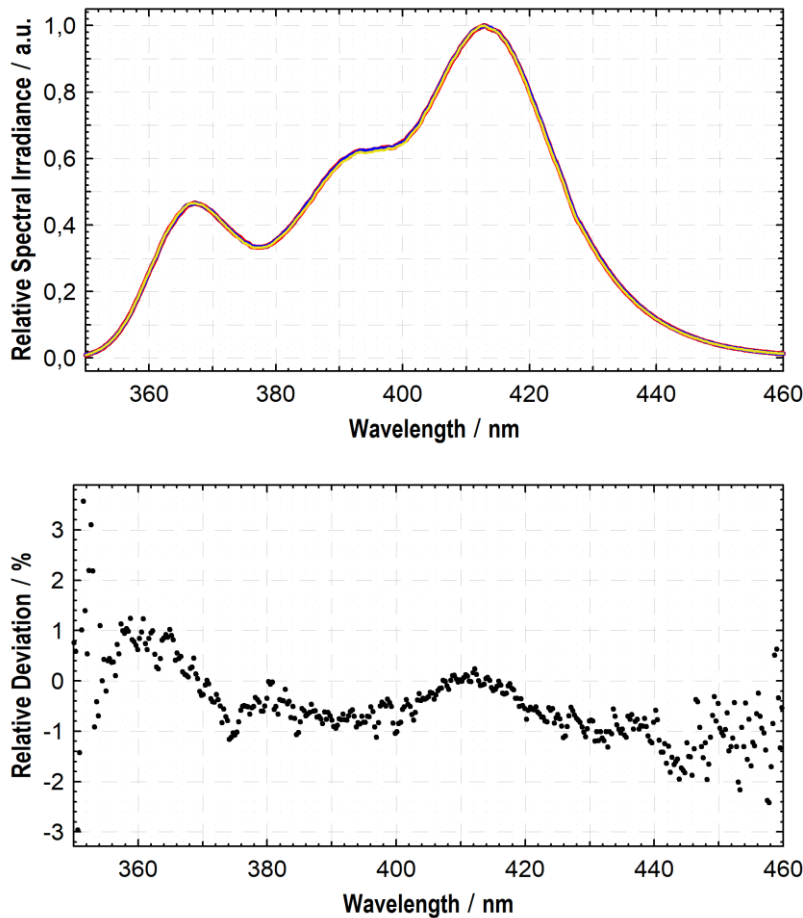 1,0
0,8
0,6
0,4
0,2
0,0
Relative Spectral Irradiance / a.u.
360 380 400 420 440 460
Wavelength / nm
3
2
1
0
-1
-2
-3
Relative Deviation / %
360 380 400 420 440 460
Wavelength / nm